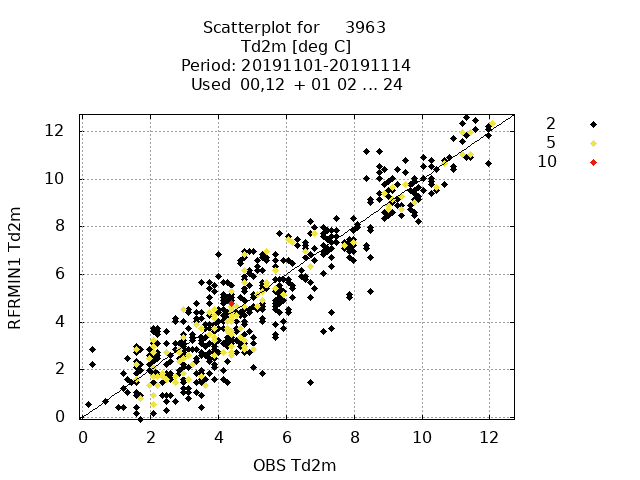 Scatterplot for 3963
Td2m [deg C]
Period: 20191101-20191114
Used 00,12 + 01 02 ... 24
2
5
10
12
10
8
6
4
2
0
RFRMIN1 Td2m
0 2 4 6 8 10 12
OBS Td2m